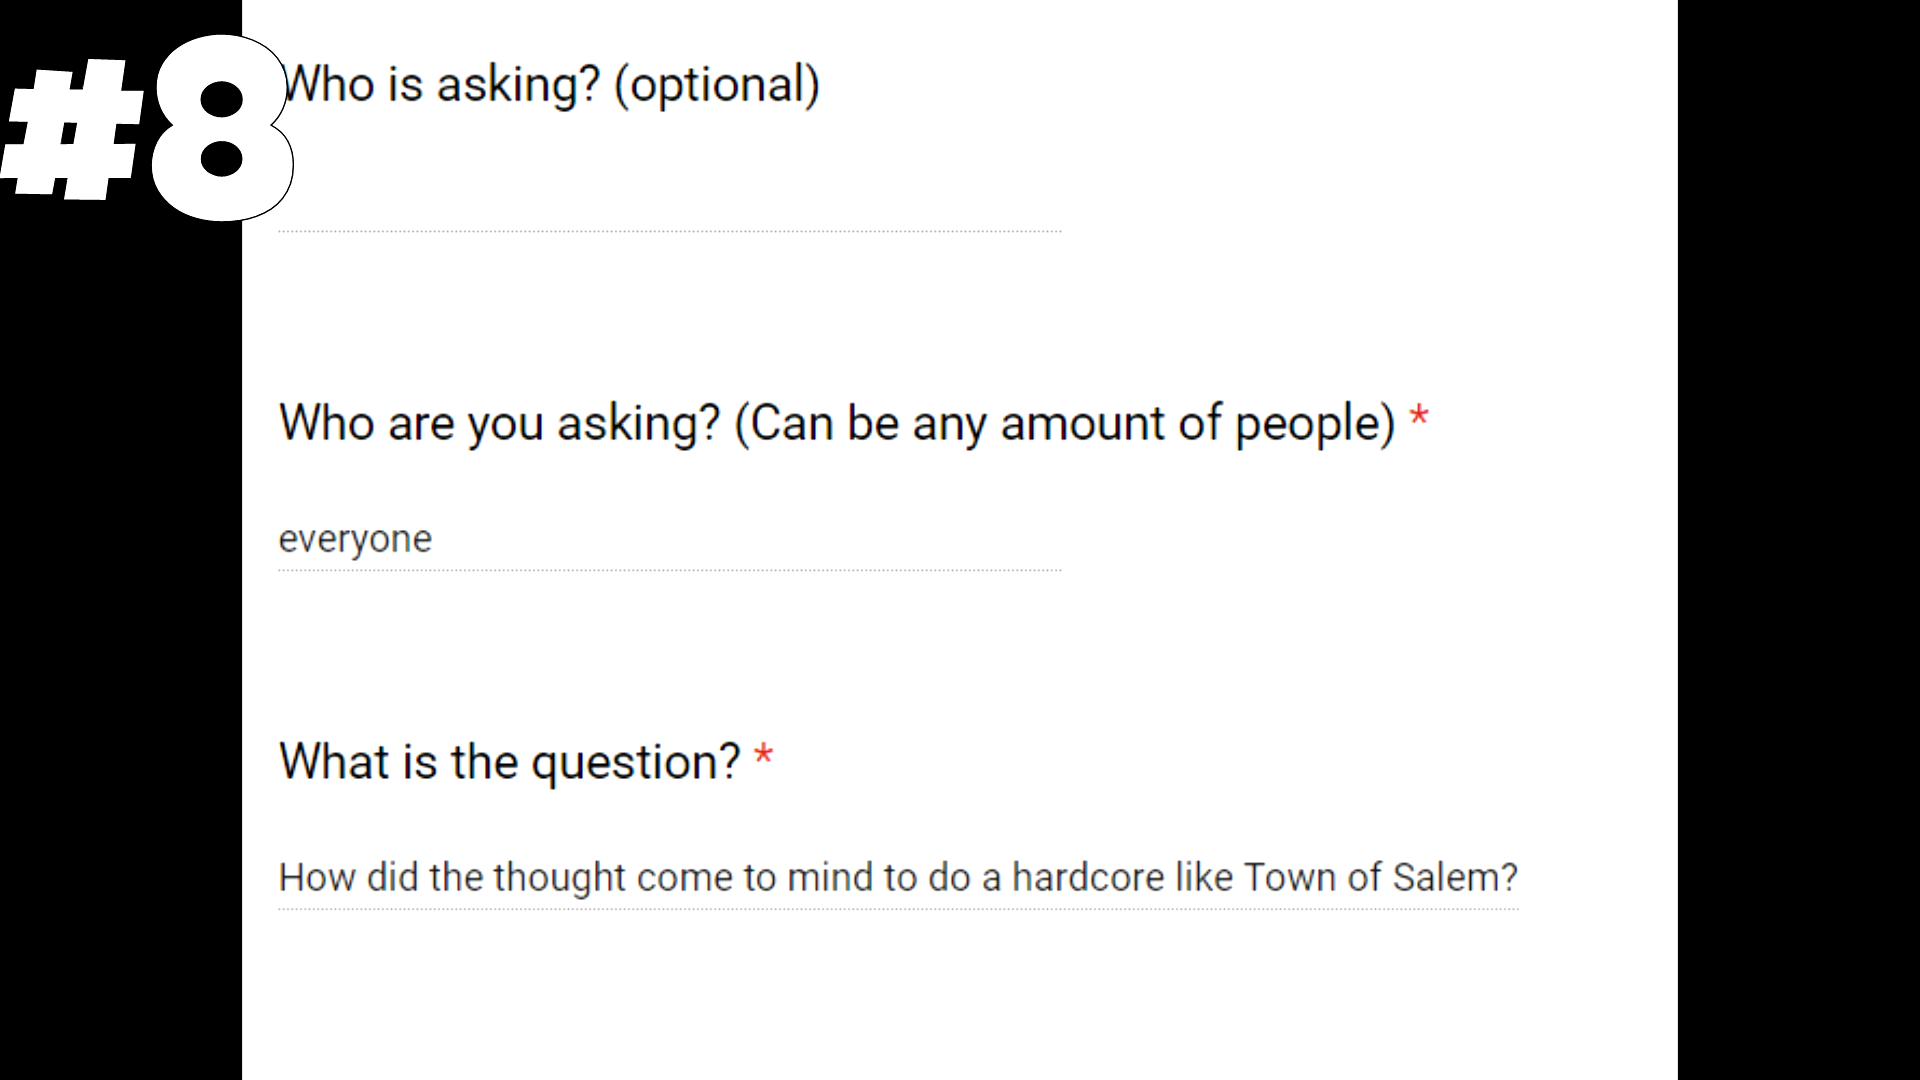 #8
Who is asking? (optional)
Who are you asking? (Can be any amount of people) *
everyone
What is the question? *
How did the thought come to mind to do a hardcore like Town of Salem?